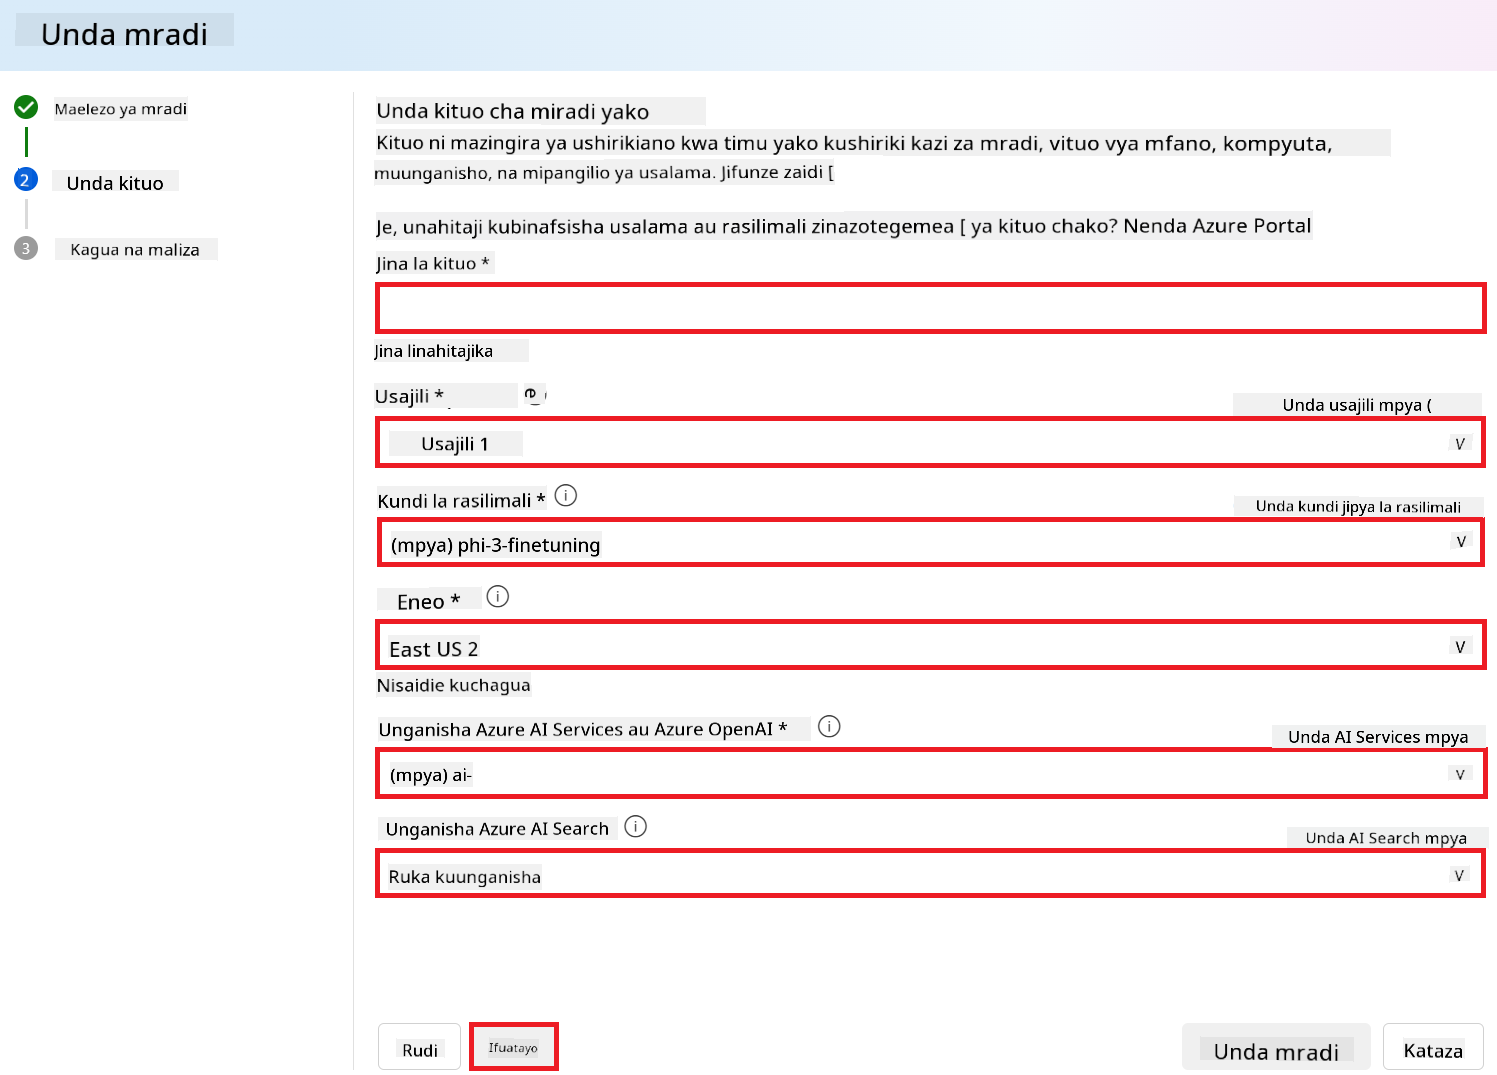 Unda mradi
Maelezo ya mradi
2
Unda kituo
3
Kagua na maliza
Unda kituo cha miradi yako
Kituo ni mazingira ya ushirikiano kwa timu yako kushiriki kazi za mradi, vituo vya mfano, kompyuta,
muunganisho, na mipangilio ya usalama. Jifunze zaidi [
Je, unahitaji kubinafsisha usalama au rasilimali zinazotegemea [ ya kituo chako? Nenda Azure Portal
Jina la kituo *
Jina linahitajika
Usajili *
Unda usajili mpya (
Usajili 1
V
Kundi la rasilimali *
Unda kundi jipya la rasilimali
(mpya) phi-3-finetuning
V
Eneo *
East US 2
V
Nisaidie kuchagua
Unganisha Azure AI Services au Azure OpenAI *
Unda AI Services mpya
(mpya) ai-
V
Unganisha Azure AI Search
Unda AI Search mpya
Ruka kuunganisha
V
Rudi
Ifuatayo
Unda mradi
Kataza